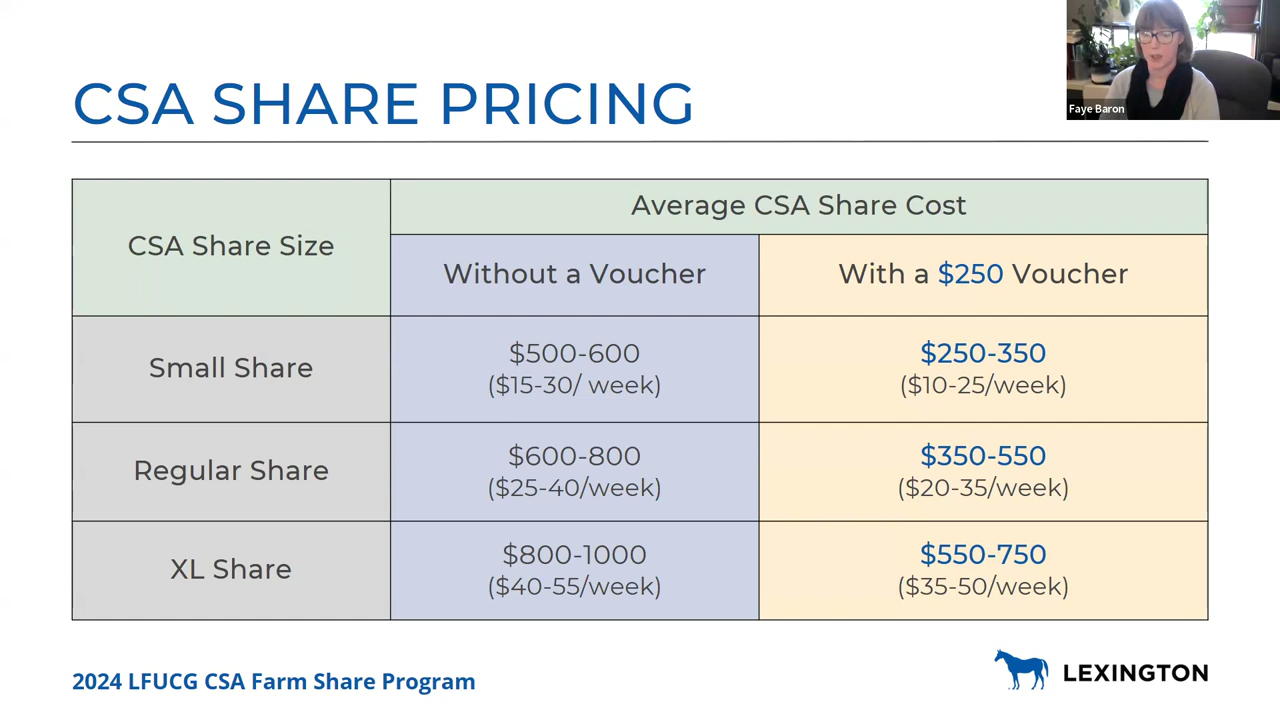 CSA SHARE PRICING
Faye Baron
CSA Share Size
Average CSA Share Cost
Without a Voucher
With a $250 Voucher
Small Share
$500-600
($15-30/ week)
$250-350
($10-25/week)
Regular Share
$600-800
($25-40/week)
$350-550
($20-35/week)
XL Share
$800-1000
($40-55/week)
$550-750
($35-50/week)
2024 LFUCG CSA Farm Share Program
LEXINGTON